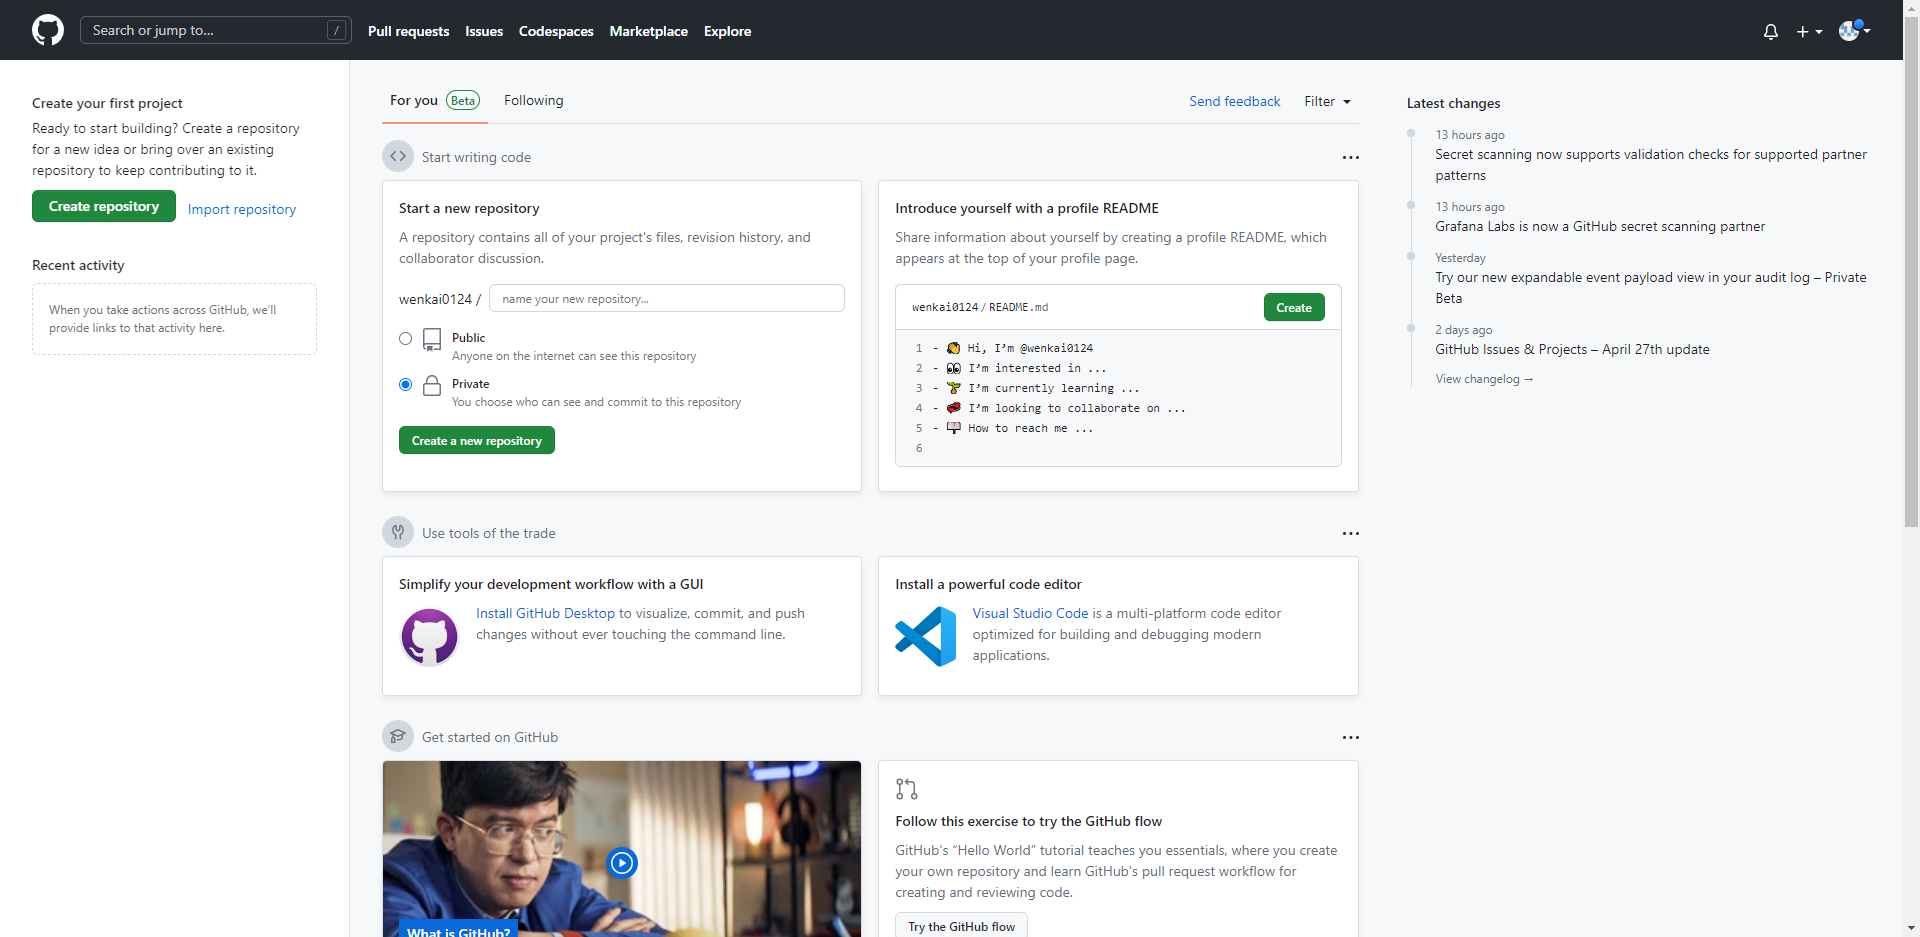 Search or jump to...
/
Pull requests
Issues
Codespaces
Marketplace
Explore
Create your first project
Ready to start building? Create a repository
for a new idea or bring over an existing
repository to keep contributing to it.
Create repository
Import repository
Recent activity
When you take actions across GitHub, we'll
provide links to that activity here.
For you
Beta
Following
Send feedback
Filter
Start writing code
Start a new repository
A repository contains all of your project's files, revision history, and
collaborator discussion.
wenkai0124 /
name your new repository...
Public
Anyone on the internet can see this repository
Private
You choose who can see and commit to this repository
Create a new repository
Introduce yourself with a profile README
Share information about yourself by creating a profile README, which
appears at the top of your profile page.
wenkai0124 / README.md
Create
1 - 👋 Hi, I'm @wenkai0124
2 - 👀 I'm interested in ...
3 - 🌱 I'm currently learning ...
4 - 💞️ I'm looking to collaborate on ...
5 - 📫 How to reach me ...
6
Use tools of the trade
Simplify your development workflow with a GUI
Install GitHub Desktop to visualize, commit, and push
changes without ever touching the command line.
Install a powerful code editor
Visual Studio Code is a multi-platform code editor
optimized for building and debugging modern
applications.
Get started on GitHub
What is GitHub?
Follow this exercise to try the GitHub flow
GitHub's “Hello World” tutorial teaches you essentials, where you create
your own repository and learn GitHub's pull request workflow for
creating and reviewing code.
Try the GitHub flow
Latest changes
13 hours ago
Secret scanning now supports validation checks for supported partner
patterns
13 hours ago
Grafana Labs is now a GitHub secret scanning partner
Yesterday
Try our new expandable event payload view in your audit log – Private
Beta
2 days ago
GitHub Issues & Projects – April 27th update
View changelog →